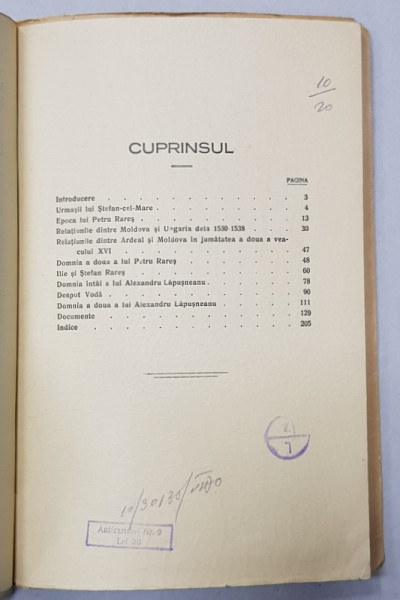 10
20
CUPRINSUL
PAGINA
Introducere . . . . . . . . . . . . 3
Urmașii lui Ștefan-cel-Mare . . . . . . . . . 4
Epoca lui Petru Rareș . . . . . . . . . . 13
Relațiunile dintre Moldova și Ungaria dela 1530-1538 . . . . 30
Relațiunile dintre Ardeal și Moldova în jumătatea a doua a vea-
cului XVI . . . . . . . . . . . 47
Domnia a doua a lui Petru Rareș . . . . . . . . 48
Ilie și Ștefan Rareș . . . . . . . . . . 60
Domnia întâi a lui Alexandru Lăpușneanu . . . . . . 78
Despot Vodă . . . . . . . . . . . 90
Domnia a doua a lui Alexandru Lăpușneanu . . . . . 111
Documente . . . . . . . . . . . . 129
Indice . . . . . . . . . . . . . 205
Anticariat Nr. 9
Lei 20